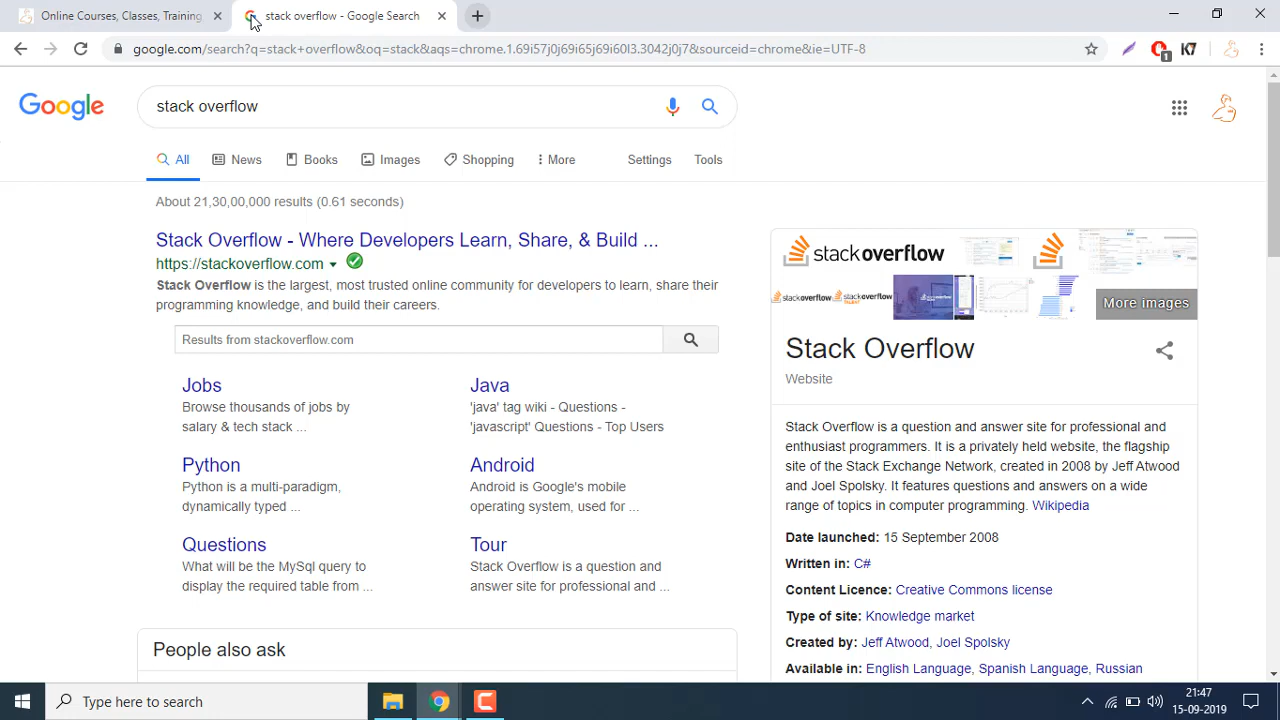 Online Courses, Classes, Training
stack overflow - Google Search
google.com/search?q=stack+overflow&oq=stack&aqs=chrome.1.69i57j0j69i65j69i60l3.3042j0j7&sourceid=chrome&ie=UTF-8
1
K7
Google
stack overflow
All
News
Books
Images
Shopping
More
Settings
Tools
About 21,30,00,000 results (0.61 seconds)
Stack Overflow - Where Developers Learn, Share, & Build ...
https://stackoverflow.com
Stack Overflow is the largest, most trusted online community for developers to learn, share their
programming knowledge, and build their careers.
Results from stackoverflow.com
Jobs
Browse thousands of jobs by
salary & tech stack ...
Java
'java' tag wiki - Questions -
'javascript' Questions - Top Users
Python
Python is a multi-paradigm,
dynamically typed ...
Android
Android is Google's mobile
operating system, used for ...
Questions
What will be the MySql query to
display the required table from ...
Tour
Stack Overflow is a question and
answer site for professional and ...
People also ask
stackoverflow
stackoverflow
stackoverflow
More images
Stack Overflow
Website
Stack Overflow is a question and answer site for professional and
enthusiast programmers. It is a privately held website, the flagship
site of the Stack Exchange Network, created in 2008 by Jeff Atwood
and Joel Spolsky. It features questions and answers on a wide
range of topics in computer programming. Wikipedia
Date launched: 15 September 2008
Written in: C#
Content Licence: Creative Commons license
Type of site: Knowledge market
Created by: Jeff Atwood, Joel Spolsky
Available in: English Language, Spanish Language, Russian
Type here to search
21:47
15-09-2019